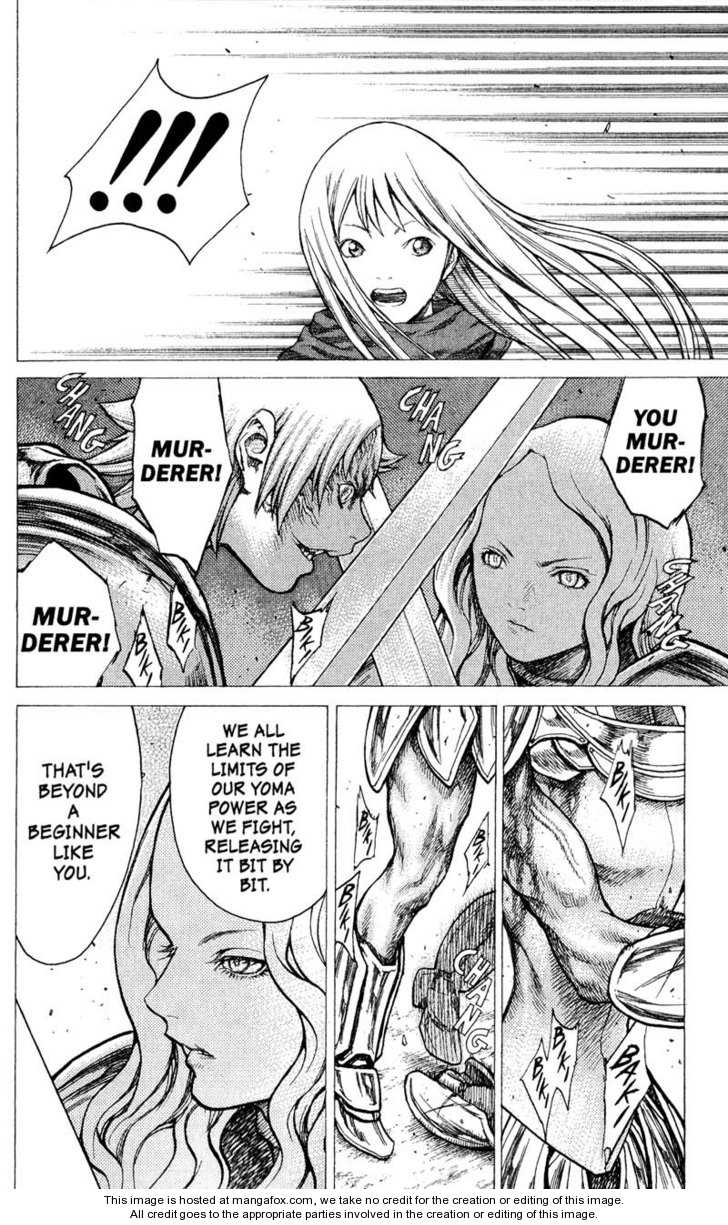 !!!
YOU
MUR-
DERER!
CHANG
MUR-
DERER!
CHANG
CHANG
MUR-
DERER!
BIKI
BIKI
BIKI
WE ALL
LEARN THE
LIMITS OF
OUR YOMA
POWER AS
WE FIGHT,
RELEASING
IT BIT BY
BIT.
THAT'S
BEYOND
A
BEGINNER
LIKE
YOU.
BIKI
BIKI
BIKI
BIKI
CHANG
BIKI
BAKI
This image is hosted at mangafox.com, we take no credit for the creation or editing of this image.
All credit goes to the appropriate parties involved in the creation or editing of this image.